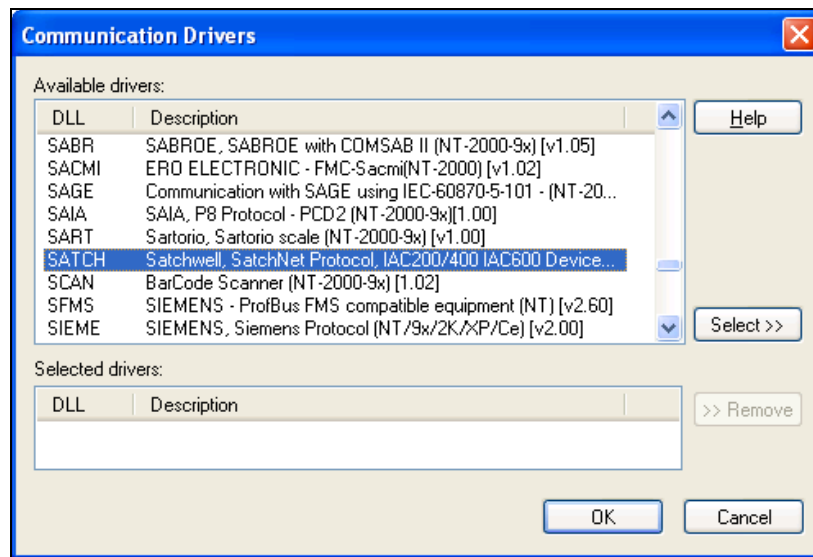 Communication Drivers
Available drivers:
DLL Description
SABR SABROE, SABROE with COMSAB II (NT-2000-9x) [v1.05]
SACMI ERO ELECTRONIC - FMC-Sacmi(NT-2000) [v1.02]
SAGE Communication with SAGE using IEC-60870-5-101 - (NT-20...
SAIA SAIA, P8 Protocol - PCD2 (NT-2000-9x)[1.00]
SART Sartorio, Sartorio scale (NT-2000-9x) [v1.00]
SATCH Satchwell, SatchNet Protocol, IAC200/400 IAC600 Device...
SCAN BarCode Scanner (NT-2000-9x) [1.02]
SFMS SIEMENS - ProfBus FMS compatible equipment (NT) [v2.60]
SIEME SIEMENS, Siemens Protocol (NT/9x/2K/XP/Ce) [v2.00]
Help
Select >>
Selected drivers:
DLL Description
>> Remove
OK Cancel